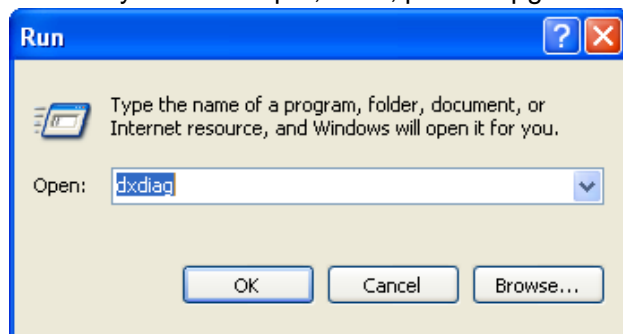 Run
Type the name of a program, folder, document, or
Internet resource, and Windows will open it for you.
Open: dxdiag
OK Cancel Browse...